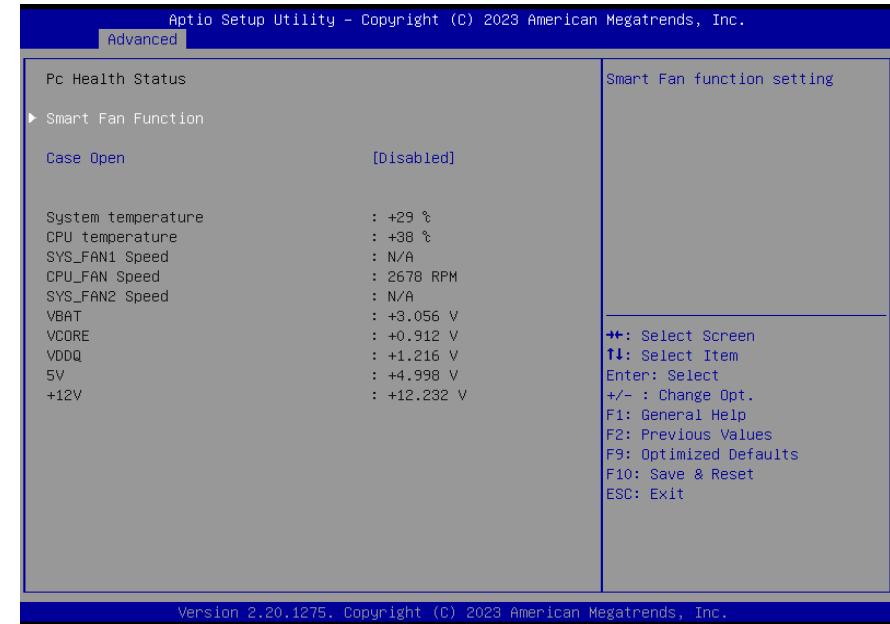 Aptio Setup Utility – Copyright (C) 2023 American Megatrends, Inc.
Advanced
Pc Health Status
Smart Fan Function
Case Open [Disabled]
System temperature : +29 ℃
CPU temperature : +38 ℃
SYS_FAN1 Speed : N/A
CPU_FAN Speed : 2678 RPM
SYS_FAN2 Speed : N/A
VBAT : +3.056 V
VCORE : +0.912 V
VDDQ : +1.216 V
5V : +4.998 V
+12V : +12.232 V
Smart Fan function setting
→←: Select Screen
↑↓: Select Item
Enter: Select
+/– : Change Opt.
F1: General Help
F2: Previous Values
F9: Optimized Defaults
F10: Save & Reset
ESC: Exit
Version 2.20.1275. Copyright (C) 2023 American Megatrends, Inc.